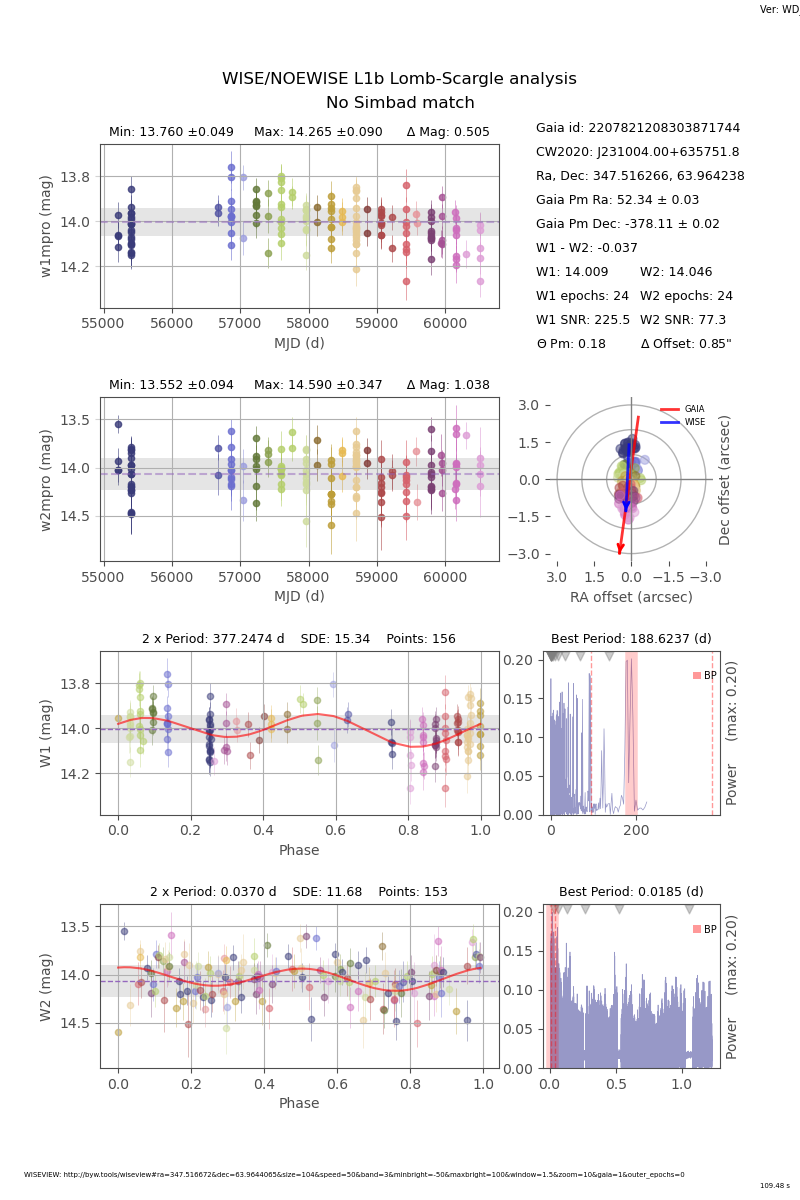 Ver: WD_
WISE/NOEWISE L1b Lomb-Scargle analysis
No Simbad match
Min: 13.760 ±0.049 Max: 14.265 ±0.090 Δ Mag: 0.505
13.8
14.0
14.2
w1mpro (mag)
55000 56000 57000 58000 59000 60000
MJD (d)
Gaia id: 2207821208303871744
CW2020: J231004.00+635751.8
Ra, Dec: 347.516266, 63.964238
Gaia Pm Ra: 52.34 ± 0.03
Gaia Pm Dec: -378.11 ± 0.02
W1 - W2: -0.037
W1: 14.009 W2: 14.046
W1 epochs: 24 W2 epochs: 24
W1 SNR: 225.5 W2 SNR: 77.3
Θ Pm: 0.18 Δ Offset: 0.85"
Min: 13.552 ±0.094 Max: 14.590 ±0.347 Δ Mag: 1.038
13.5
14.0
14.5
w2mpro (mag)
55000 56000 57000 58000 59000 60000
MJD (d)
GAIA
WISE
3.0
1.5
0.0
−1.5
−3.0
Dec offset (arcsec)
3.0 1.5 0.0 −1.5 −3.0
RA offset (arcsec)
2 x Period: 377.2474 d SDE: 15.34 Points: 156
13.8
14.0
14.2
W1 (mag)
0.0 0.2 0.4 0.6 0.8 1.0
Phase
Best Period: 188.6237 (d)
BP
0.20
0.15
0.10
0.05
0.00
Power (max: 0.20)
0 200
2 x Period: 0.0370 d SDE: 11.68 Points: 153
13.5
14.0
14.5
W2 (mag)
0.0 0.2 0.4 0.6 0.8 1.0
Phase
Best Period: 0.0185 (d)
BP
0.20
0.15
0.10
0.05
0.00
Power (max: 0.20)
0.0 0.5 1.0
WISEVIEW: http://byw.tools/wiseview#ra=347.516672&dec=63.9644065&size=104&speed=50&band=3&minbright=-50&maxbright=100&window=1.5&zoom=10&gaia=1&outer_epochs=0
109.48 s